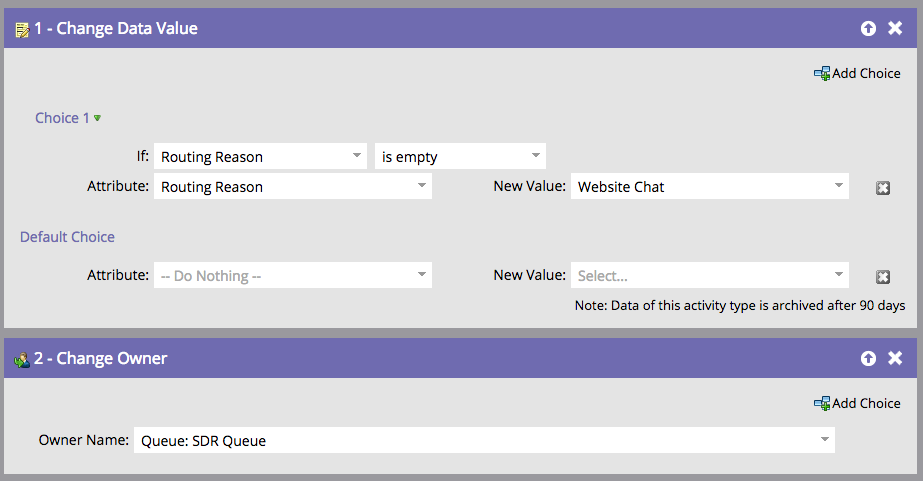 1 - Change Data Value
Add Choice
Choice 1
If: Routing Reason is empty
Attribute: Routing Reason New Value: Website Chat
Default Choice
Attribute: -- Do Nothing -- New Value: Select...
Note: Data of this activity type is archived after 90 days
2 - Change Owner
Add Choice
Owner Name: Queue: SDR Queue